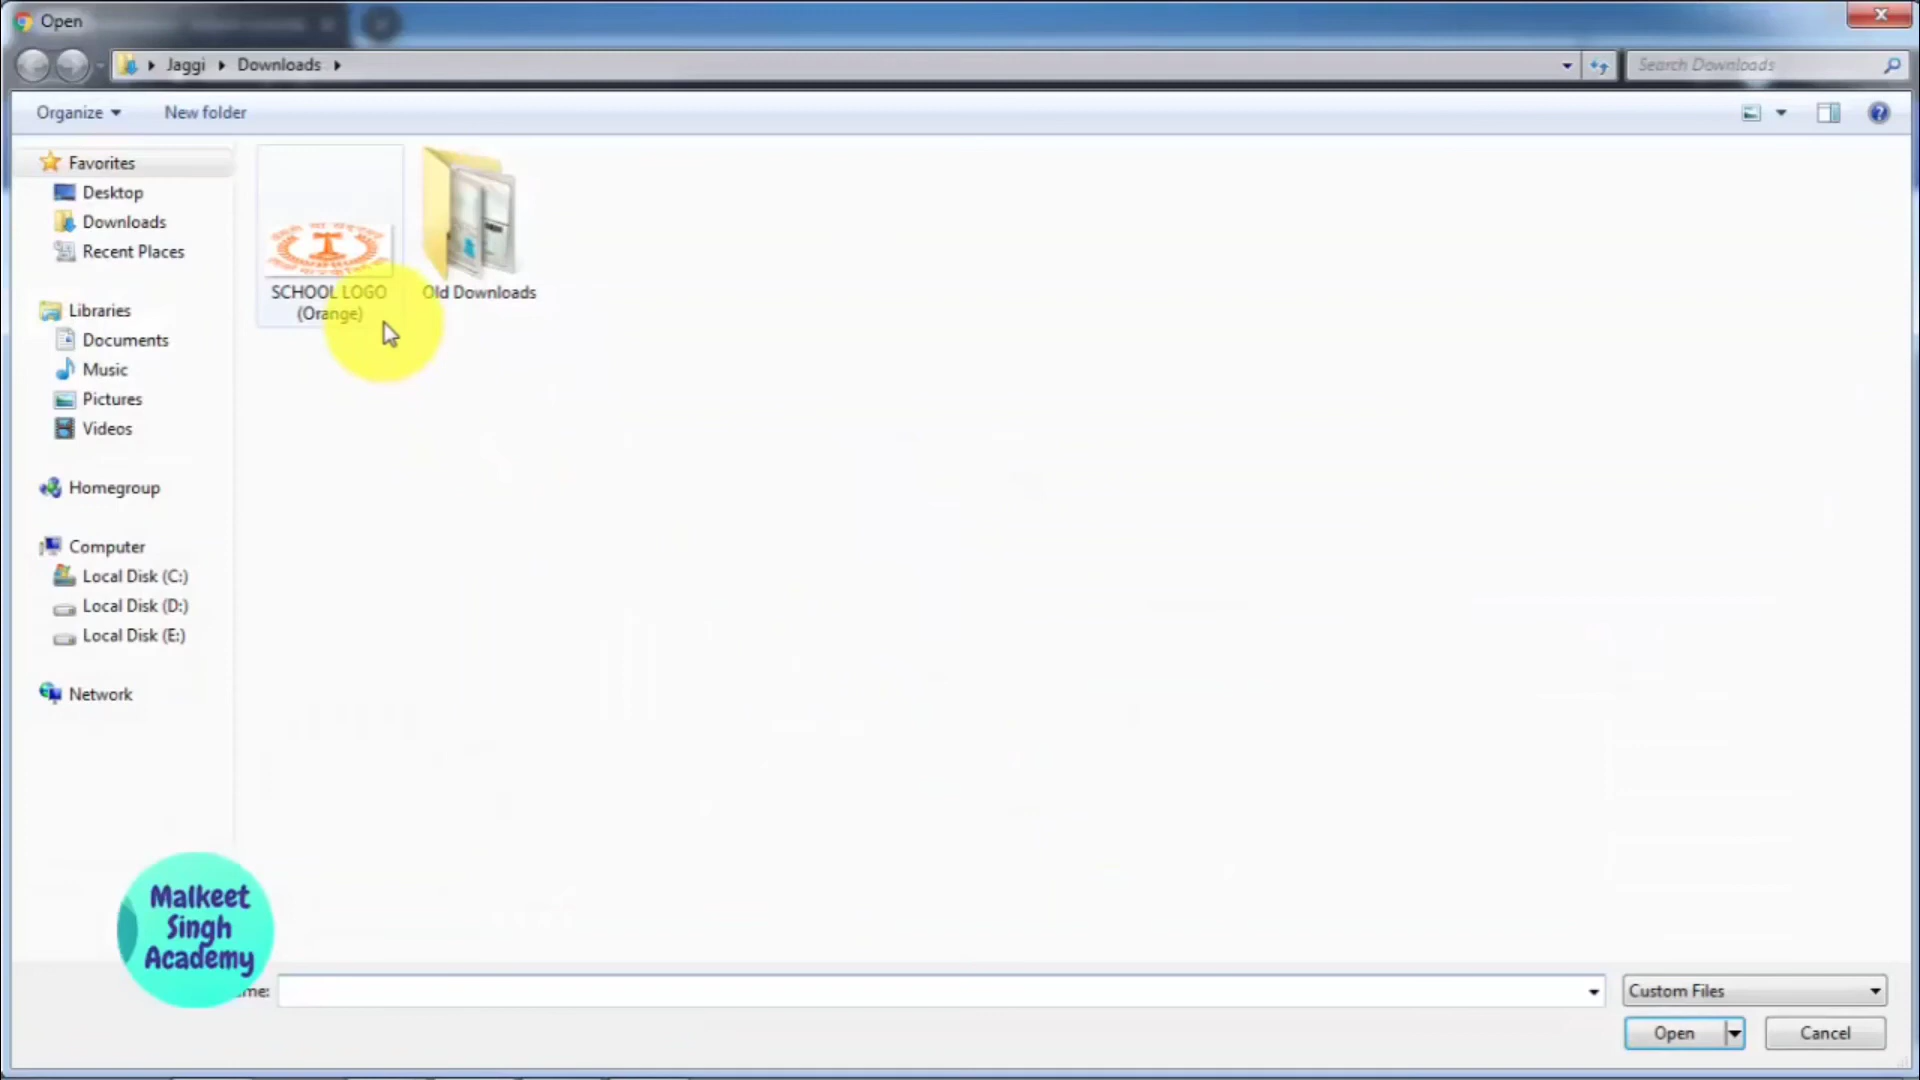 Open
Jaggi Downloads
Search Downloads
Organize
New folder
Favorites
Desktop
Downloads
Recent Places
Libraries
Documents
Music
Pictures
Videos
Homegroup
Computer
Local Disk (C:)
Local Disk (D:)
Local Disk (E:)
Network
SCHOOL LOGO
(Orange)
Old Downloads
Malkeet
Singh
Academy
me:
Custom Files
Open
Cancel